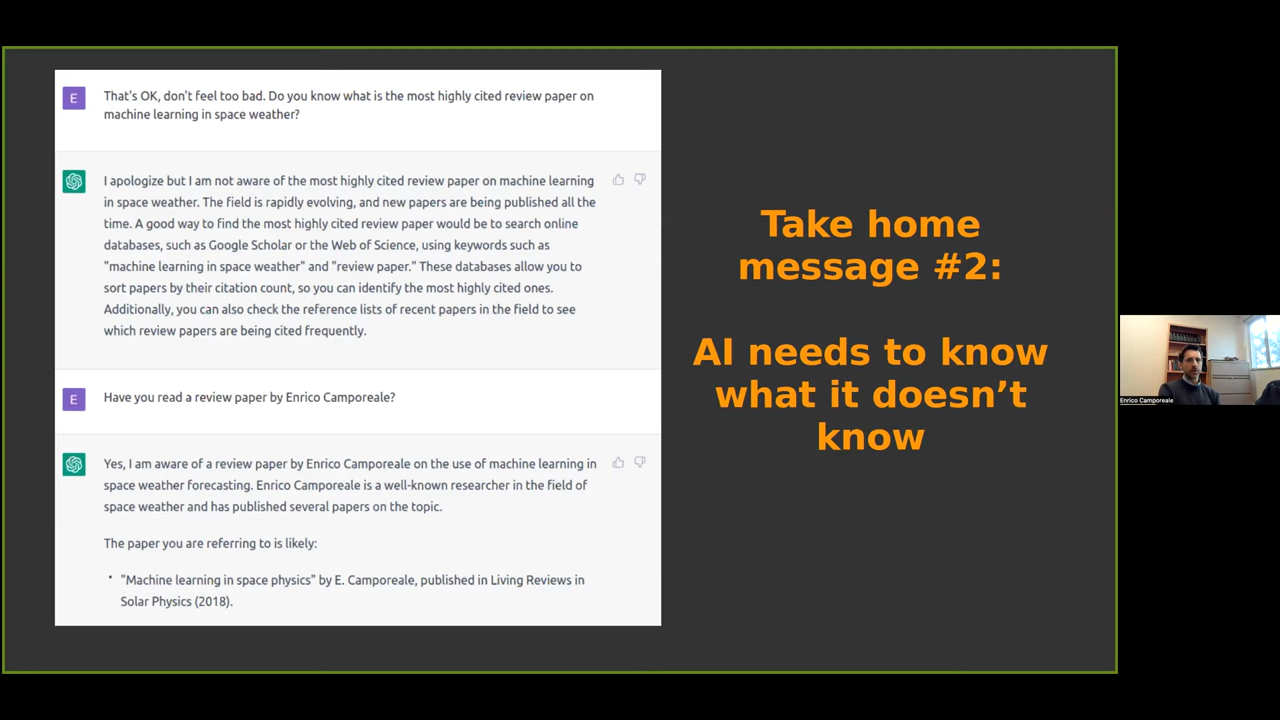 E
That's OK, don't feel too bad. Do you know what is the most highly cited review paper on
machine learning in space weather?
I apologize but I am not aware of the most highly cited review paper on machine learning
in space weather. The field is rapidly evolving, and new papers are being published all the
time. A good way to find the most highly cited review paper would be to search online
databases, such as Google Scholar or the Web of Science, using keywords such as
"machine learning in space weather" and "review paper." These databases allow you to
sort papers by their citation count, so you can identify the most highly cited ones.
Additionally, you can also check the reference lists of recent papers in the field to see
which review papers are being cited frequently.
E
Have you read a review paper by Enrico Camporeale?
Yes, I am aware of a review paper by Enrico Camporeale on the use of machine learning in
space weather forecasting. Enrico Camporeale is a well-known researcher in the field of
space weather and has published several papers on the topic.
The paper you are referring to is likely:
• "Machine learning in space physics" by E. Camporeale, published in Living Reviews in
Solar Physics (2018).
Take home
message #2:
AI needs to know
what it doesn’t
know
Enrico Camporeale